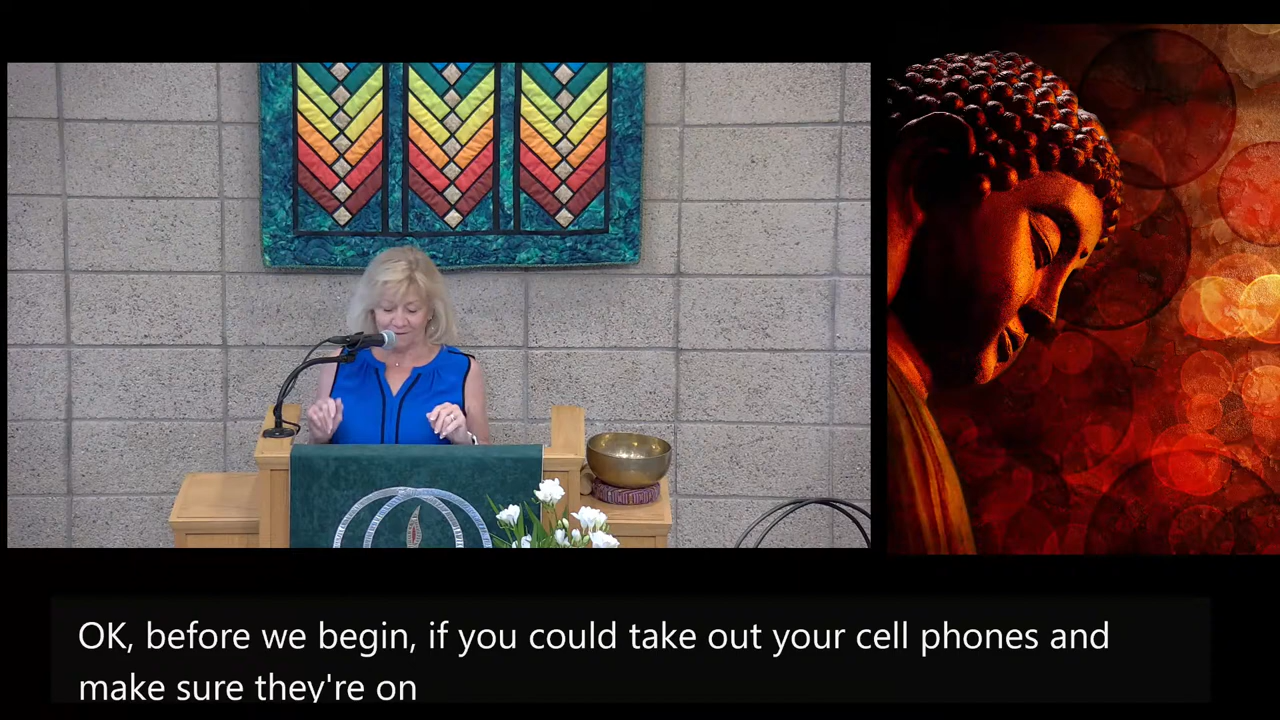 OK, before we begin, if you could take out your cell phones and
make sure they're on